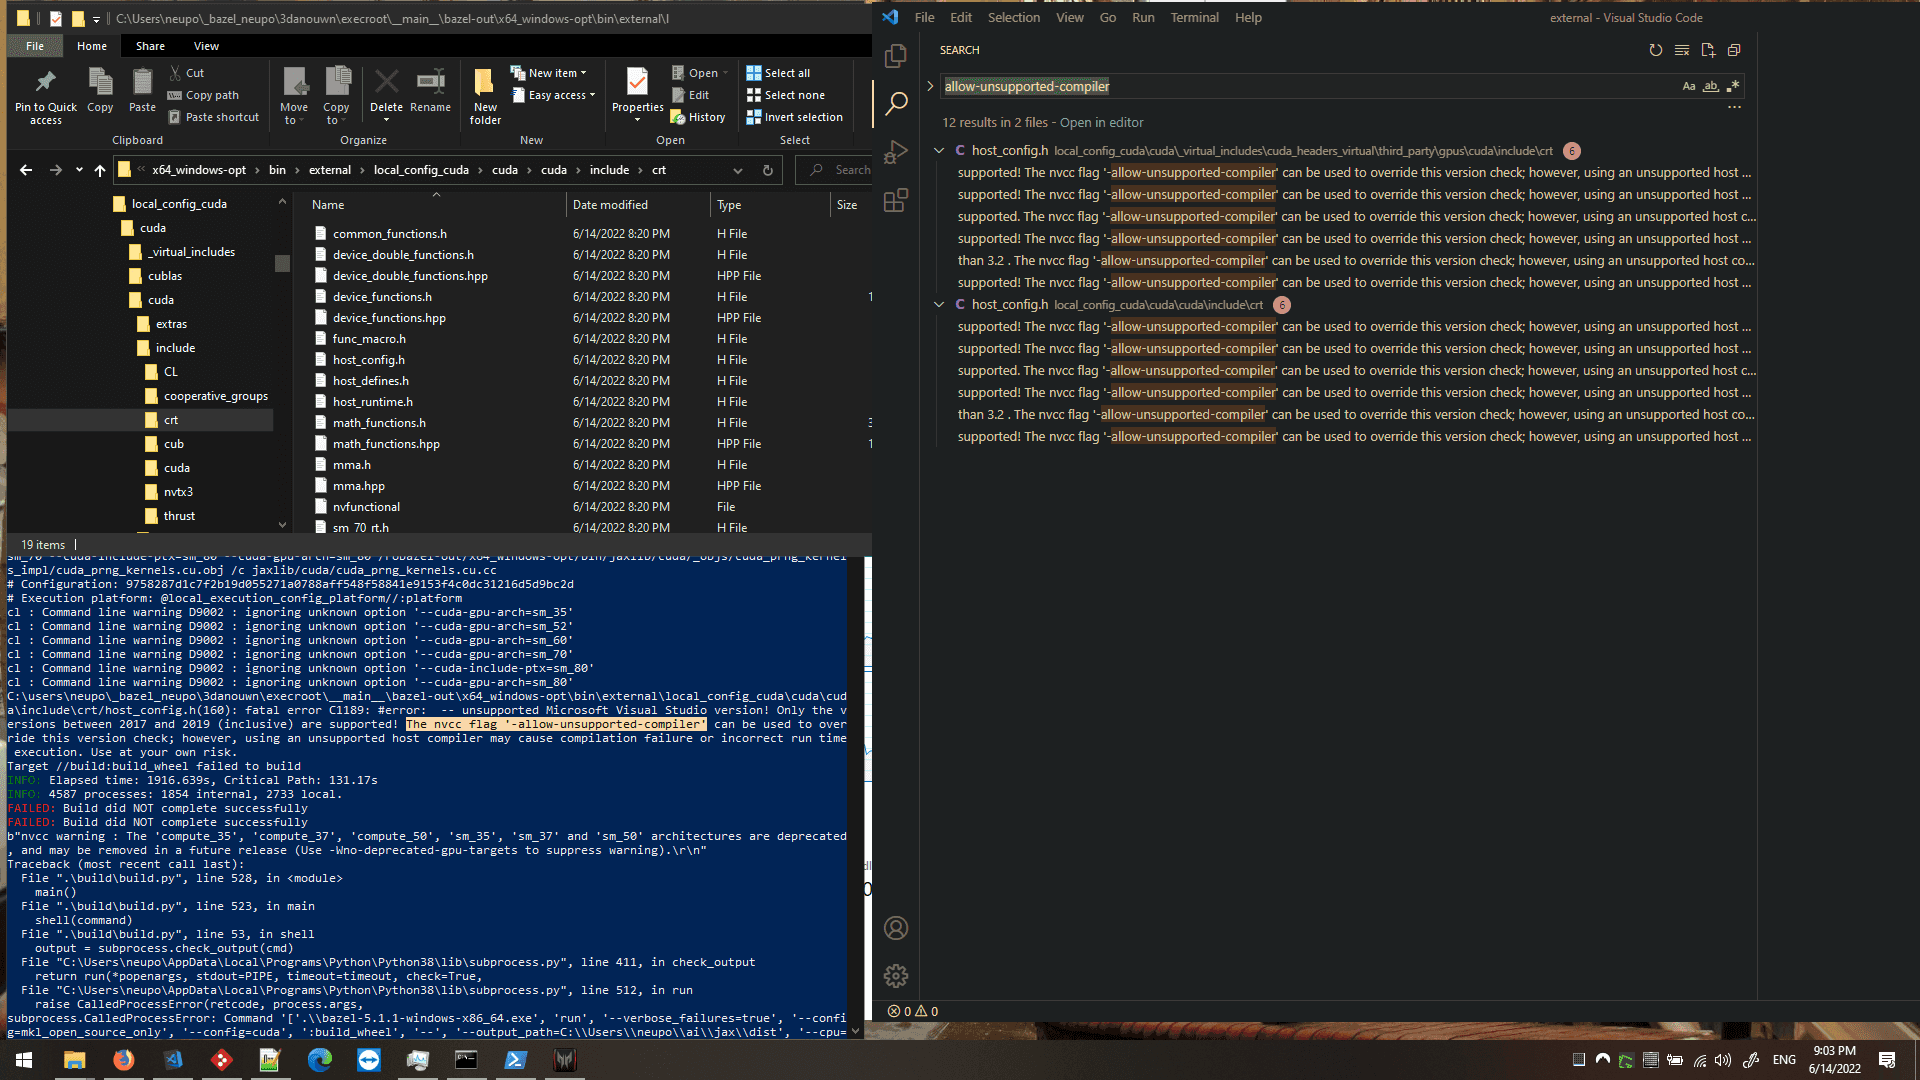 C:\Users\neupo\_bazel_neupo\3danouwn\execroot\__main__\bazel-out\x64_windows-opt\bin\external\l
File Home Share View
Pin to Quick access
Copy
Paste
Cut
Copy path
Paste shortcut
Clipboard
Move to
Copy to
Delete
Rename
Organize
New folder
New item
Easy access
New
Properties
Open
Edit
History
Open
Select all
Select none
Invert selection
Select
« x64_windows-opt › bin › external › local_config_cuda › cuda › cuda › include › crt
Search
local_config_cuda
cuda
_virtual_includes
cublas
cuda
extras
include
CL
cooperative_groups
crt
cub
cuda
nvtx3
thrust
Name Date modified Type Size
common_functions.h 6/14/2022 8:20 PM H File
device_double_functions.h 6/14/2022 8:20 PM H File
device_double_functions.hpp 6/14/2022 8:20 PM HPP File
device_functions.h 6/14/2022 8:20 PM H File 1
device_functions.hpp 6/14/2022 8:20 PM HPP File
func_macro.h 6/14/2022 8:20 PM H File
host_config.h 6/14/2022 8:20 PM H File
host_defines.h 6/14/2022 8:20 PM H File
host_runtime.h 6/14/2022 8:20 PM H File
math_functions.h 6/14/2022 8:20 PM H File 3
math_functions.hpp 6/14/2022 8:20 PM HPP File 1
mma.h 6/14/2022 8:20 PM H File
mma.hpp 6/14/2022 8:20 PM HPP File
nvfunctional 6/14/2022 8:20 PM File
sm_70_rt.h 6/14/2022 8:20 PM H File
19 items
sm_70 --cuda-include-ptx=sm_80 --cuda-gpu-arch=sm_80 /Fobazel-out/x64_windows-opt/bin/jaxlib/cuda/_objs/cuda_prng_kernel
s_impl/cuda_prng_kernels.cu.obj /c jaxlib/cuda/cuda_prng_kernels.cu.cc
# Configuration: 9758287d1c7f2b19d055271a0788aff548f58841e9153f4c0dc31216d5d9bc2d
# Execution platform: @local_execution_config_platform//:platform
cl : Command line warning D9002 : ignoring unknown option '--cuda-gpu-arch=sm_35'
cl : Command line warning D9002 : ignoring unknown option '--cuda-gpu-arch=sm_52'
cl : Command line warning D9002 : ignoring unknown option '--cuda-gpu-arch=sm_60'
cl : Command line warning D9002 : ignoring unknown option '--cuda-gpu-arch=sm_70'
cl : Command line warning D9002 : ignoring unknown option '--cuda-include-ptx=sm_80'
cl : Command line warning D9002 : ignoring unknown option '--cuda-gpu-arch=sm_80'
C:\users\neupo\_bazel_neupo\3danouwn\execroot\__main__\bazel-out\x64_windows-opt\bin\external\local_config_cuda\cuda\cud
a\include\crt/host_config.h(160): fatal error C1189: #error:  -- unsupported Microsoft Visual Studio version! Only the v
ersions between 2017 and 2019 (inclusive) are supported! The nvcc flag '-allow-unsupported-compiler' can be used to over
ride this version check; however, using an unsupported host compiler may cause compilation failure or incorrect run time
 execution. Use at your own risk.
Target //build:build_wheel failed to build
INFO: Elapsed time: 1916.639s, Critical Path: 131.17s
INFO: 4587 processes: 1854 internal, 2733 local.
FAILED: Build did NOT complete successfully
FAILED: Build did NOT complete successfully
b"nvcc warning : The 'compute_35', 'compute_37', 'compute_50', 'sm_35', 'sm_37' and 'sm_50' architectures are deprecated
, and may be removed in a future release (Use -Wno-deprecated-gpu-targets to suppress warning).\r\n"
Traceback (most recent call last):
  File ".\build\build.py", line 528, in <module>
    main()
  File ".\build\build.py", line 523, in main
    shell(command)
  File ".\build\build.py", line 53, in shell
    output = subprocess.check_output(cmd)
  File "C:\Users\neupo\AppData\Local\Programs\Python\Python38\lib\subprocess.py", line 411, in check_output
    return run(*popenargs, stdout=PIPE, timeout=timeout, check=True,
  File "C:\Users\neupo\AppData\Local\Programs\Python\Python38\lib\subprocess.py", line 512, in run
    raise CalledProcessError(retcode, process.args,
subprocess.CalledProcessError: Command '['.\\bazel-5.1.1-windows-x86_64.exe', 'run', '--verbose_failures=true', '--confi
g=mkl_open_source_only', '--config=cuda', ':build_wheel', '--', '--output_path=C:\\Users\\neupo\\ai\\jax\\dist', '--cpu=
File Edit Selection View Go Run Terminal Help
external - Visual Studio Code
SEARCH
allow-unsupported-compiler
Aa ab .*
12 results in 2 files - Open in editor
C host_config.h local_config_cuda\cuda\_virtual_includes\cuda_headers_virtual\third_party\gpus\cuda\include\crt 6
supported! The nvcc flag '-allow-unsupported-compiler' can be used to override this version check; however, using an unsupported host ...
supported! The nvcc flag '-allow-unsupported-compiler' can be used to override this version check; however, using an unsupported host ...
supported. The nvcc flag '-allow-unsupported-compiler' can be used to override this version check; however, using an unsupported host c...
supported! The nvcc flag '-allow-unsupported-compiler' can be used to override this version check; however, using an unsupported host ...
than 3.2 . The nvcc flag '-allow-unsupported-compiler' can be used to override this version check; however, using an unsupported host co...
supported! The nvcc flag '-allow-unsupported-compiler' can be used to override this version check; however, using an unsupported host ...
C host_config.h local_config_cuda\cuda\cuda\include\crt 6
supported! The nvcc flag '-allow-unsupported-compiler' can be used to override this version check; however, using an unsupported host ...
supported! The nvcc flag '-allow-unsupported-compiler' can be used to override this version check; however, using an unsupported host ...
supported. The nvcc flag '-allow-unsupported-compiler' can be used to override this version check; however, using an unsupported host c...
supported! The nvcc flag '-allow-unsupported-compiler' can be used to override this version check; however, using an unsupported host ...
than 3.2 . The nvcc flag '-allow-unsupported-compiler' can be used to override this version check; however, using an unsupported host co...
supported! The nvcc flag '-allow-unsupported-compiler' can be used to override this version check; however, using an unsupported host ...
0 0
ENG
9:03 PM
6/14/2022